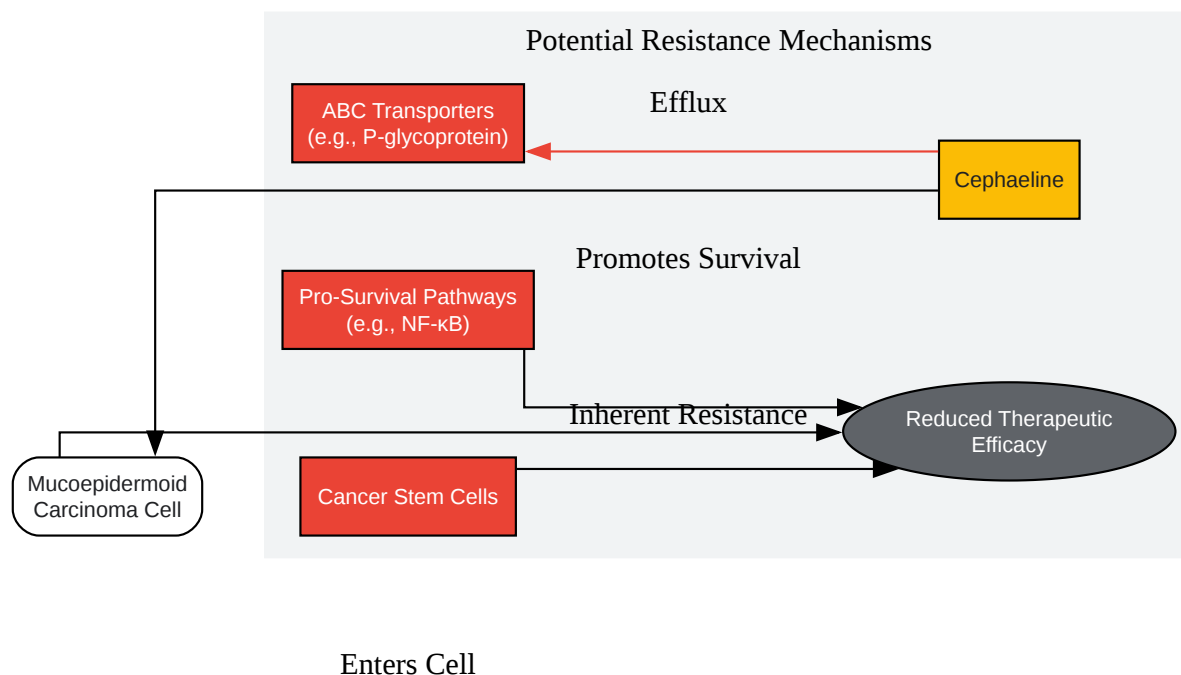 Potential Resistance Mechanisms
ABC Transporters
(e.g., P-glycoprotein)
Efflux
Cephaeline
Promotes Survival
Pro-Survival Pathways
(e.g., NF-κB)
Inherent Resistance
Reduced Therapeutic
Efficacy
Mucoepidermoid
Carcinoma Cell
Cancer Stem Cells
Enters Cell